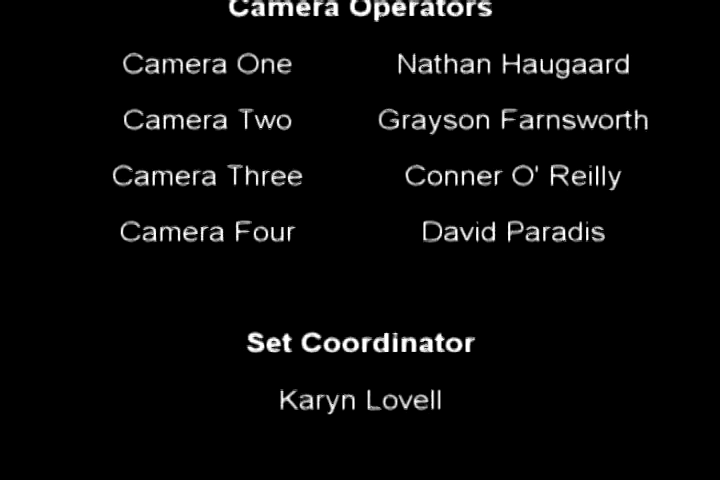 Camera Operators
Camera One Nathan Haugaard
Camera Two Grayson Farnsworth
Camera Three Conner O' Reilly
Camera Four David Paradis
Set Coordinator
Karyn Lovell